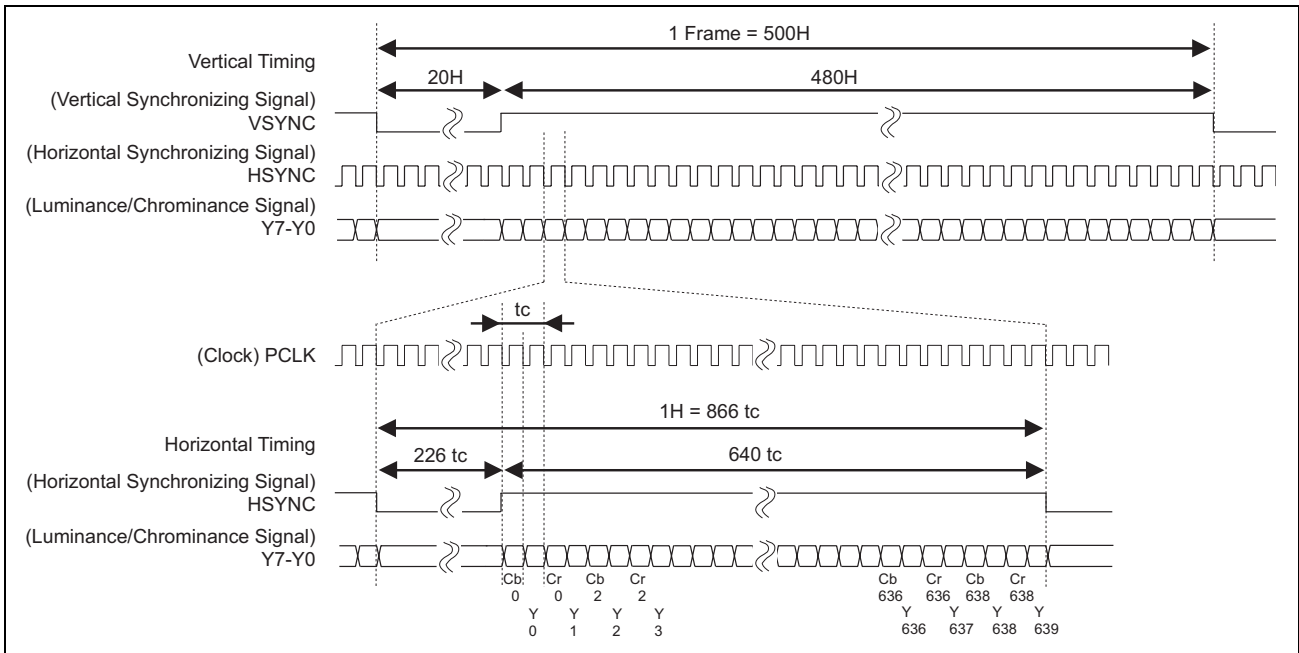 1 Frame = 500H
Vertical Timing
20H
480H
(Vertical Synchronizing Signal)
VSYNC
(Horizontal Synchronizing Signal)
HSYNC
(Luminance/Chrominance Signal)
Y7-Y0
tc
(Clock) PCLK
1H = 866 tc
Horizontal Timing
226 tc
640 tc
(Horizontal Synchronizing Signal)
HSYNC
(Luminance/Chrominance Signal)
Y7-Y0
Cb Cr Cb Cr Cb Cr Cb Cr
0 0 2 2 636 636 638 638
Y Y Y Y Y Y Y Y
0 1 2 3 636 637 638 639